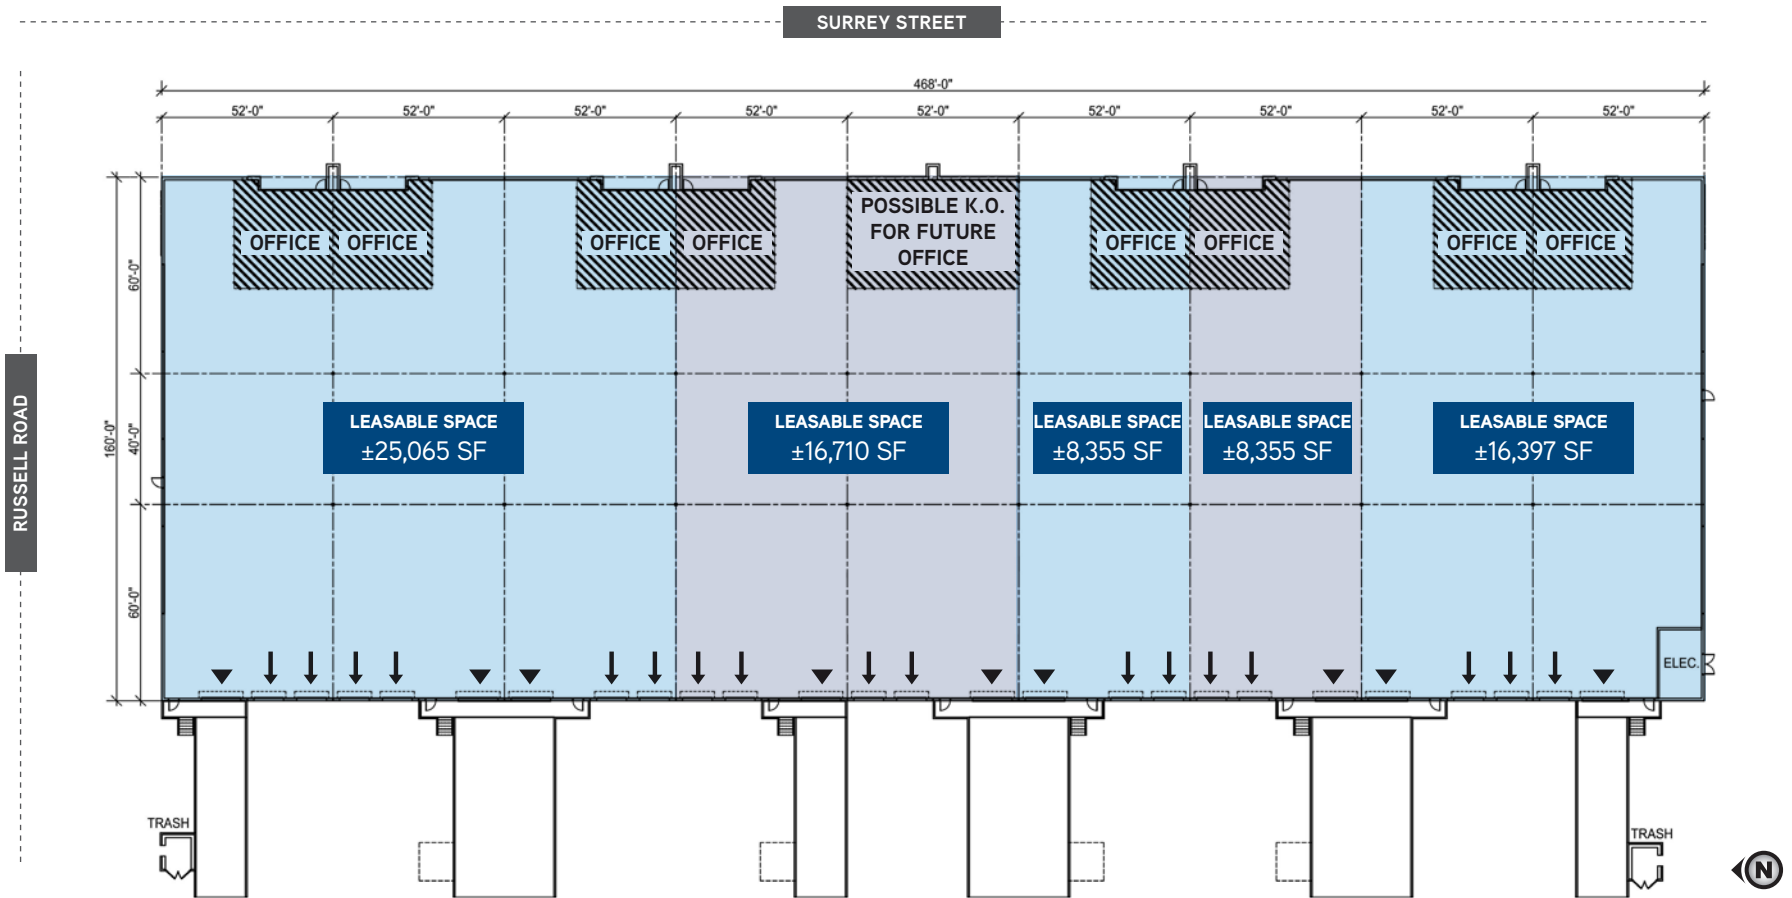 SURREY STREET
468'-0"
52'-0" 52'-0" 52'-0" 52'-0" 52'-0" 52'-0" 52'-0" 52'-0" 52'-0"
OFFICE OFFICE OFFICE OFFICE
POSSIBLE K.O.
FOR FUTURE
OFFICE
OFFICE OFFICE OFFICE OFFICE
60'-0"
RUSSELL ROAD
160'-0"
40'-0"
LEASABLE SPACE
±25,065 SF
LEASABLE SPACE
±16,710 SF
LEASABLE SPACE
±8,355 SF
LEASABLE SPACE
±8,355 SF
LEASABLE SPACE
±16,397 SF
60'-0"
ELEC.
TRASH
TRASH
N